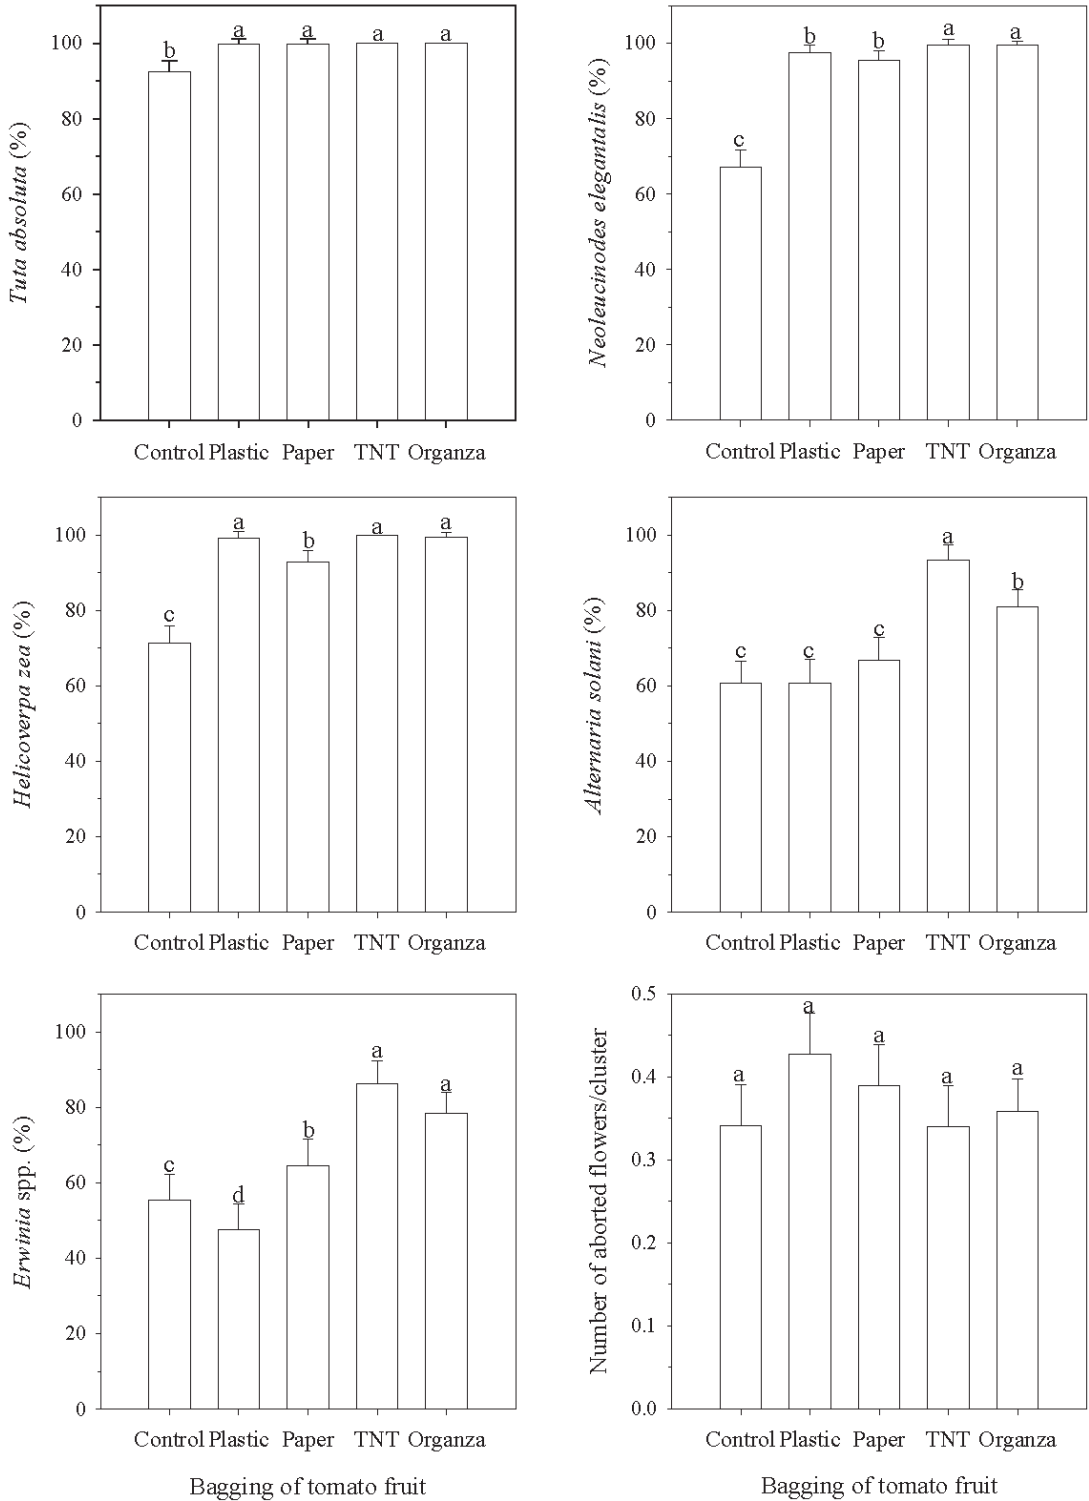 Tuta absoluta (%)
100
80
60
40
20
0
b
a
a
a
a
Control Plastic Paper TNT Organza
Neoleucinodes elegantalis (%)
100
80
60
40
20
0
c
b
b
a
a
Control Plastic Paper TNT Organza
Helicoverpa zea (%)
100
80
60
40
20
0
c
a
b
a
a
Control Plastic Paper TNT Organza
Alternaria solani (%)
100
80
60
40
20
0
c
c
c
a
b
Control Plastic Paper TNT Organza
Erwinia spp. (%)
100
80
60
40
20
0
c
d
b
a
a
Control Plastic Paper TNT Organza
Bagging of tomato fruit
Number of aborted flowers/cluster
0.5
0.4
0.3
0.2
0.1
0.0
a
a
a
a
a
Control Plastic Paper TNT Organza
Bagging of tomato fruit